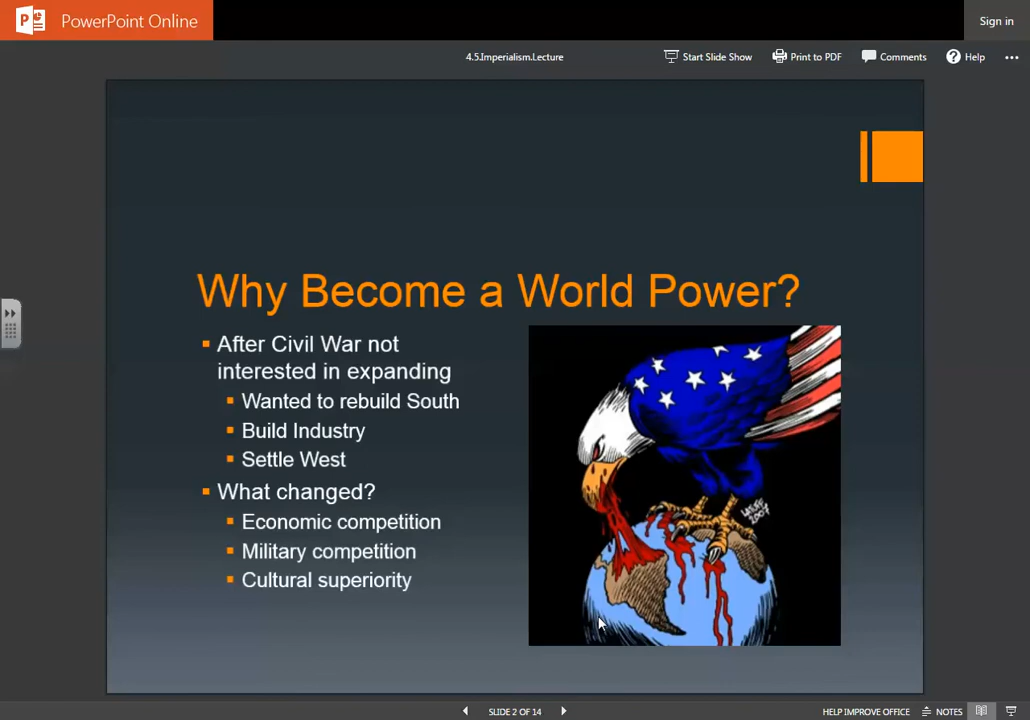 PowerPoint Online
Sign in
4.5.Imperialism.Lecture
Start Slide Show
Print to PDF
Comments
Help
Why Become a World Power?
After Civil War not
interested in expanding
Wanted to rebuild South
Build Industry
Settle West
What changed?
Economic competition
Military competition
Cultural superiority
2007
SLIDE 2 OF 14
HELP IMPROVE OFFICE
NOTES